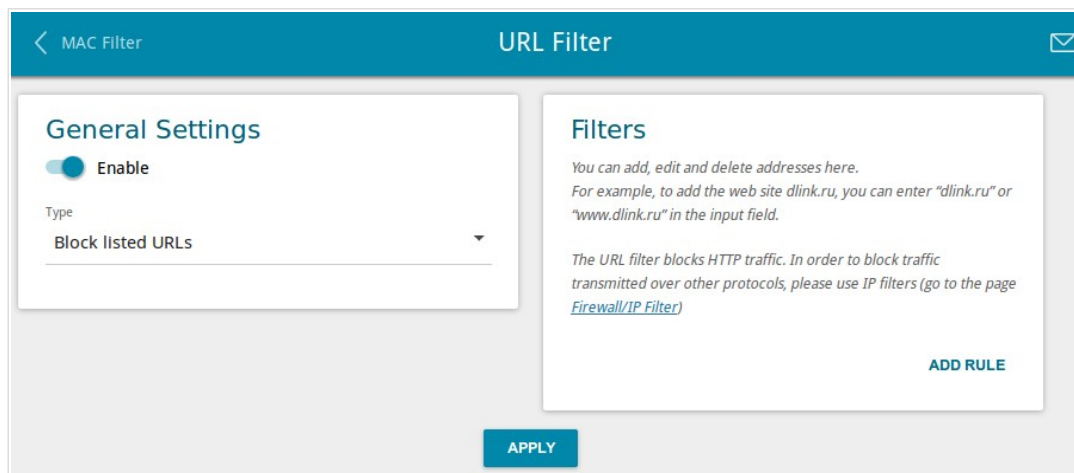 MAC Filter
URL Filter
General Settings
Enable
Type
Block listed URLs
Filters
You can add, edit and delete addresses here.
For example, to add the web site dlink.ru, you can enter “dlink.ru” or
“www.dlink.ru” in the input field.
The URL filter blocks HTTP traffic. In order to block traffic
transmitted over other protocols, please use IP filters (go to the page
Firewall/IP Filter)
ADD RULE
APPLY